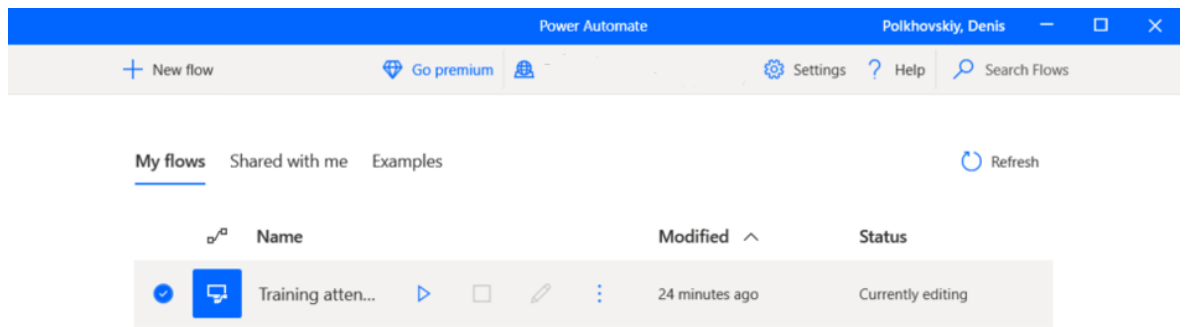 Power Automate Polkhovskiy, Denis
New flow Go premium Settings ? Help Search Flows
My flows Shared with me Examples Refresh
Name Modified Status
Training atten... 24 minutes ago Currently editing